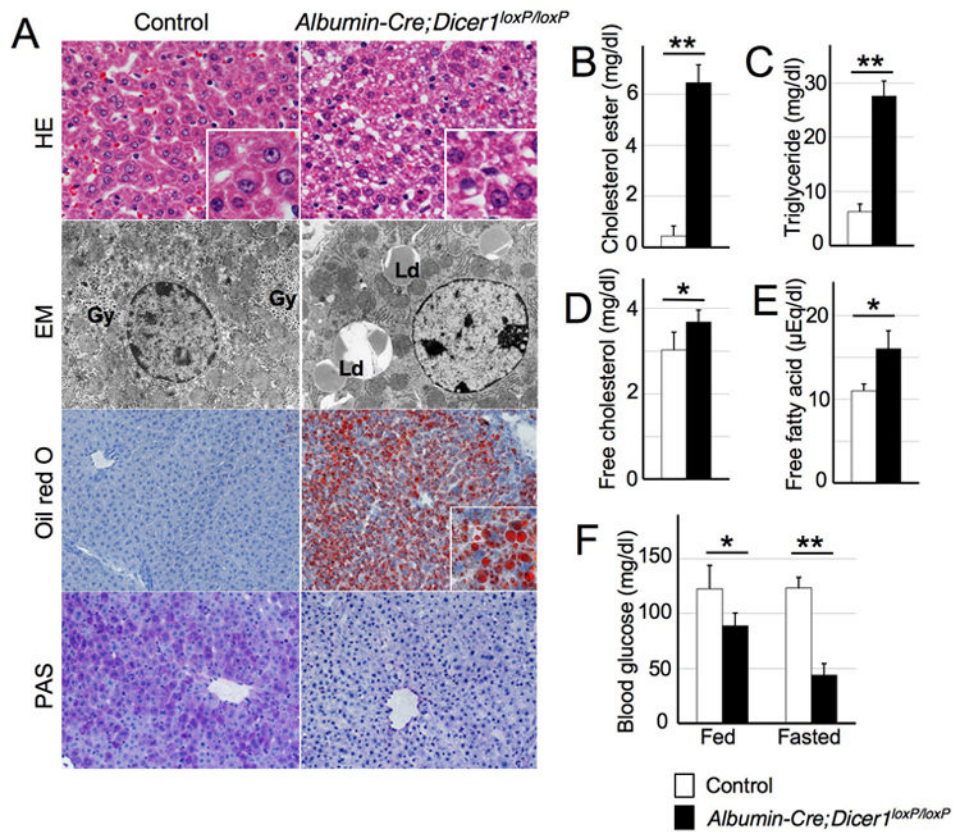 A
Control
Albumin-Cre;Dicer1loxP/loxP
HE
EM
Gy
Gy
Ld
Ld
Oil red O
PAS
B
Cholesterol ester (mg/dl)
**
6
4
2
0
C
Triglyceride (mg/dl)
**
30
20
10
0
D
Free cholesterol (mg/dl)
*
4
2
0
E
Free fatty acid (µEq/dl)
*
20
10
0
F
Blood glucose (mg/dl)
*
**
150
100
50
0
Fed
Fasted
Control
Albumin-Cre;Dicer1loxP/loxP